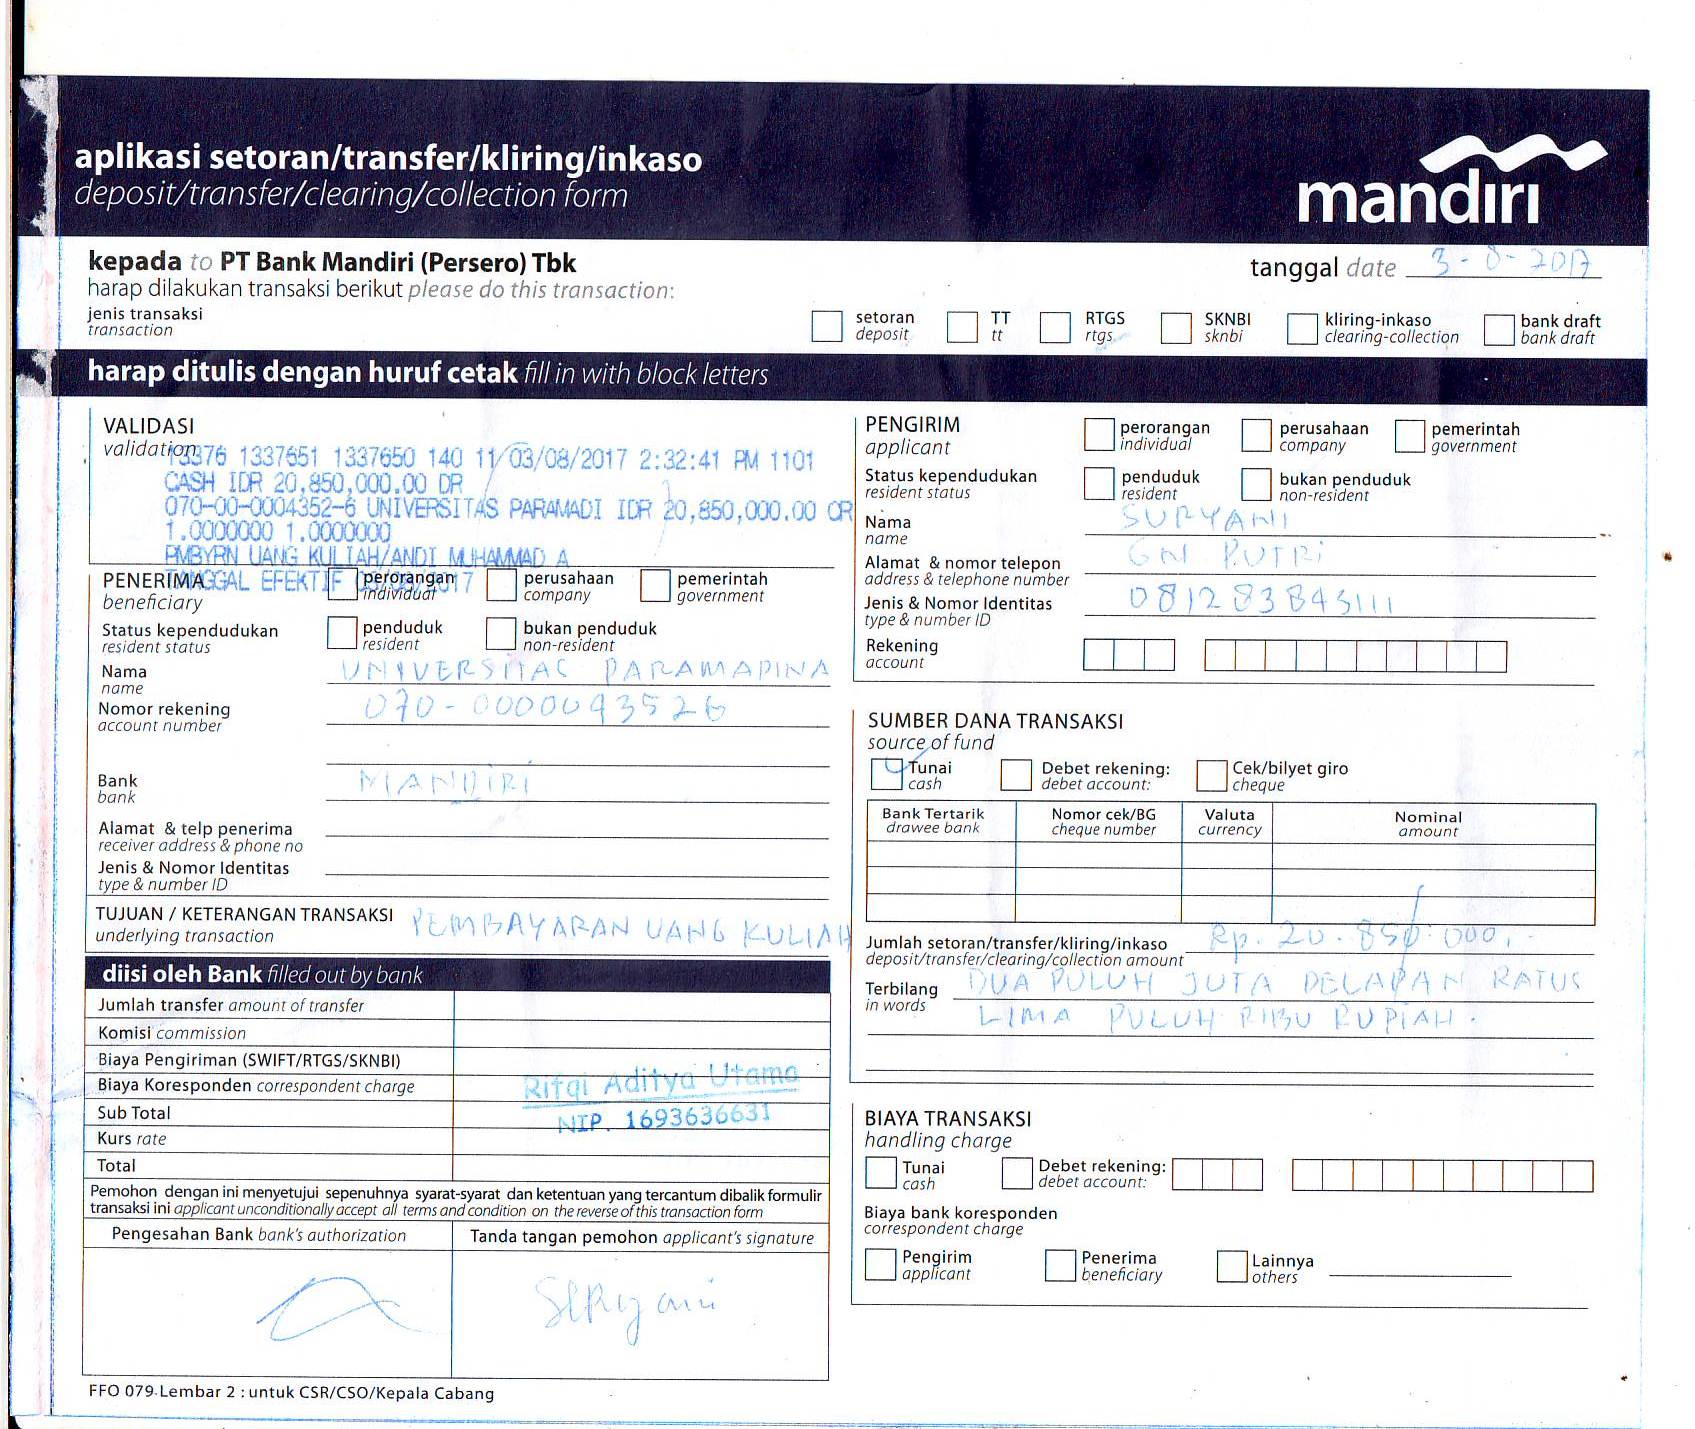 aplikasi setoran/transfer/kliring/inkaso
deposit/transfer/clearing/collection form
mandiri
kepada to PT Bank Mandiri (Persero) Tbk
tanggal date 3-8-2017
harap dilakukan transaksi berikut please do this transaction:
jenis transaksi
transaction
setoran
deposit
TT
tt
RTGS
rtgs
SKNBI
sknbi
kliring-inkaso
clearing-collection
bank draft
bank draft
harap ditulis dengan huruf cetak fill in with block letters
VALIDASI
validation
13376 1337651 1337650 140 11 03/08/2017 2:32:41 PM 1101
CASH IDR 20,850,000.00 DR
070-00-0004352-6 UNIVERSITAS PARAMADI IDR 20,850,000.00 CR
1.0000000 1.0000000
PMBYRN UANG KULIAH/ANDI MUHAMMAD A
TANGGAL EFEKTIF
PENERIMA
beneficiary
perorangan
individual
perusahaan
company
pemerintah
government
Status kependudukan
resident status
penduduk
resident
bukan penduduk
non-resident
Nama
name
UNIVERSITAS PARAMADINA
Nomor rekening
account number
070-0000043526
Bank
bank
MANDIRI
Alamat & telp penerima
receiver address & phone no
Jenis & Nomor Identitas
type & number ID
TUJUAN / KETERANGAN TRANSAKSI
underlying transaction
PEMBAYARAN UANG KULIAH
diisi oleh Bank filled out by bank
Jumlah transfer amount of transfer
Komisi commission
Biaya Pengiriman (SWIFT/RTGS/SKNBI)
Biaya Koresponden correspondent charge
Sub Total
Kurs rate
Total
Rifqi Aditya Utama
NIP. 1693636631
Pemohon dengan ini menyetujui sepenuhnya syarat-syarat dan ketentuan yang tercantum dibalik formulir
transaksi ini applicant unconditionally accept all terms and condition on the reverse of this transaction form
Pengesahan Bank bank's authorization
Tanda tangan pemohon applicant's signature
Suryani
FFO 079 Lembar 2 : untuk CSR/CSO/Kepala Cabang
PENGIRIM
applicant
perorangan
individual
perusahaan
company
pemerintah
government
Status kependudukan
resident status
penduduk
resident
bukan penduduk
non-resident
Nama
name
SURYANI
Alamat & nomor telepon
address & telephone number
GN PUTRI
Jenis & Nomor Identitas
type & number ID
081283843111
Rekening
account
SUMBER DANA TRANSAKSI
source of fund
Tunai
cash
Debet rekening:
debet account:
Cek/bilyet giro
cheque
Bank Tertarik
drawee bank
Nomor cek/BG
cheque number
Valuta
currency
Nominal
amount
Jumlah setoran/transfer/kliring/inkaso
deposit/transfer/clearing/collection amount
Rp. 20.850.000,-
Terbilang
in words
DUA PULUH JUTA DELAPAN RATUS
LIMA PULUH RIBU RUPIAH.
BIAYA TRANSAKSI
handling charge
Tunai
cash
Debet rekening:
debet account:
Biaya bank koresponden
correspondent charge
Pengirim
applicant
Penerima
beneficiary
Lainnya
others